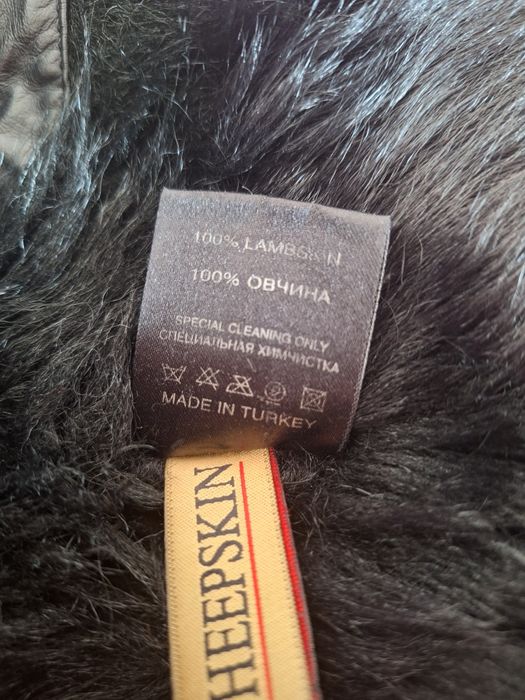 100% LAMBSKIN
100% ОВЧИНА
SPECIAL CLEANING ONLY
СПЕЦИАЛЬНАЯ ХИМЧИСТКА
MADE IN TURKEY
HEEPSKIN